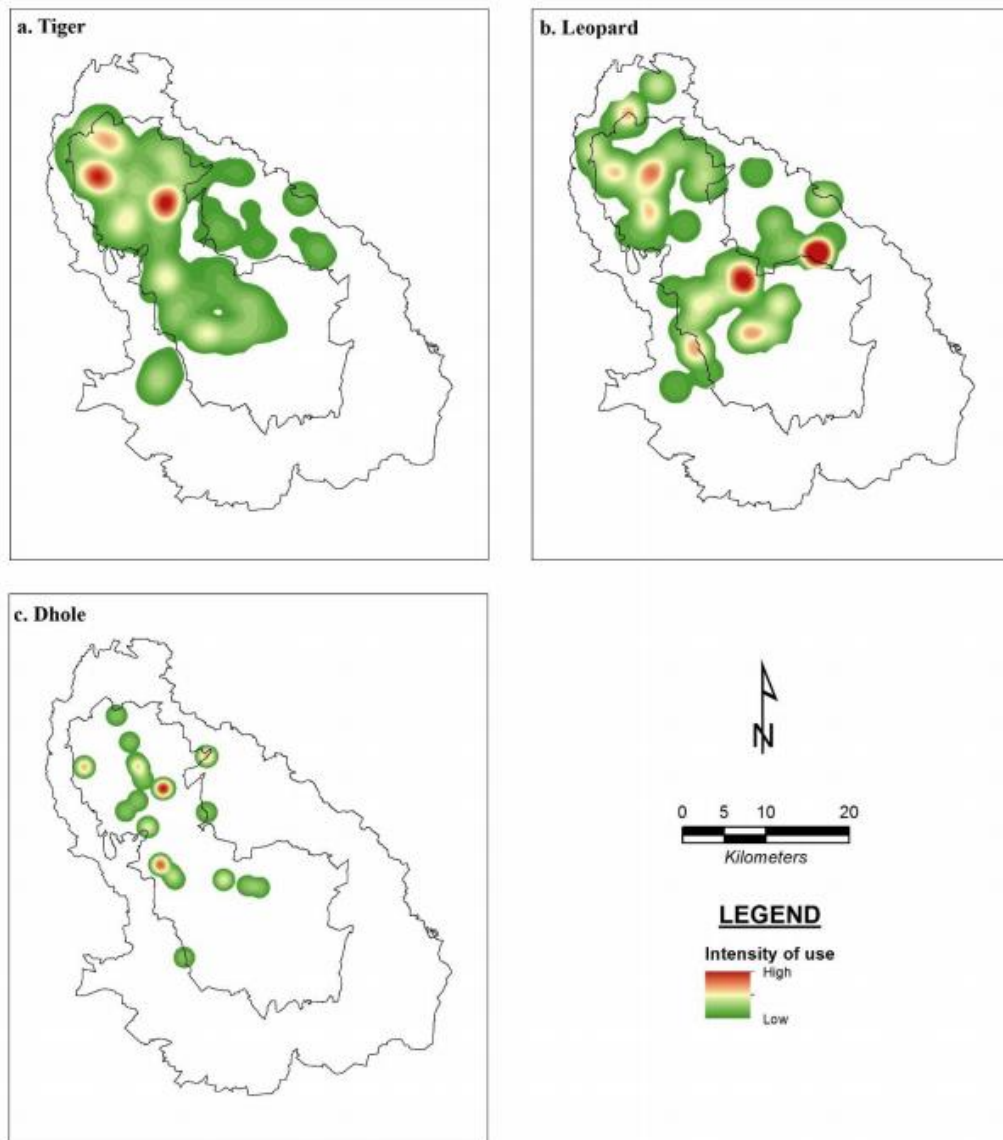 a. Tiger
b. Leopard
c. Dhole
N
0 5 10 20
Kilometers
LEGEND
Intensity of use
High
Low